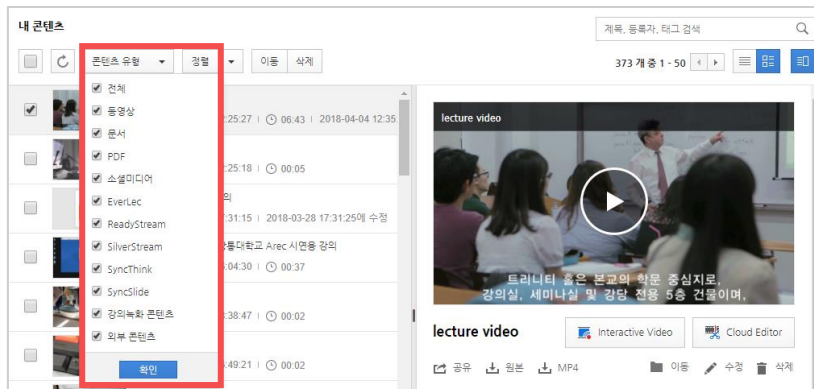 내 콘텐츠
제목, 등록자, 태그 검색
콘텐츠 유형
정렬
이동
삭제
373 개 중 1 - 50
전체
동영상
문서
PDF
소셜미디어
EverLec
ReadyStream
SilverStream
SyncThink
SyncSlide
강의녹화 콘텐츠
외부 콘텐츠
확인
:25:27 | 06:43 | 2018-04-04 12:35
:25:18 | 00:05
의
:31:15 | 2018-03-28 17:31:25에 수정
통대학교 Arec 시연용 강의
:04:30 | 00:37
:38:47 | 00:02
:49:21 | 00:02
lecture video
트리니티 홀은 본교의 학문 중심지로,
강의실, 세미나실 및 강당 전용 5층 건물이며,
lecture video
Interactive Video
Cloud Editor
공유
원본
MP4
이동
수정
삭제